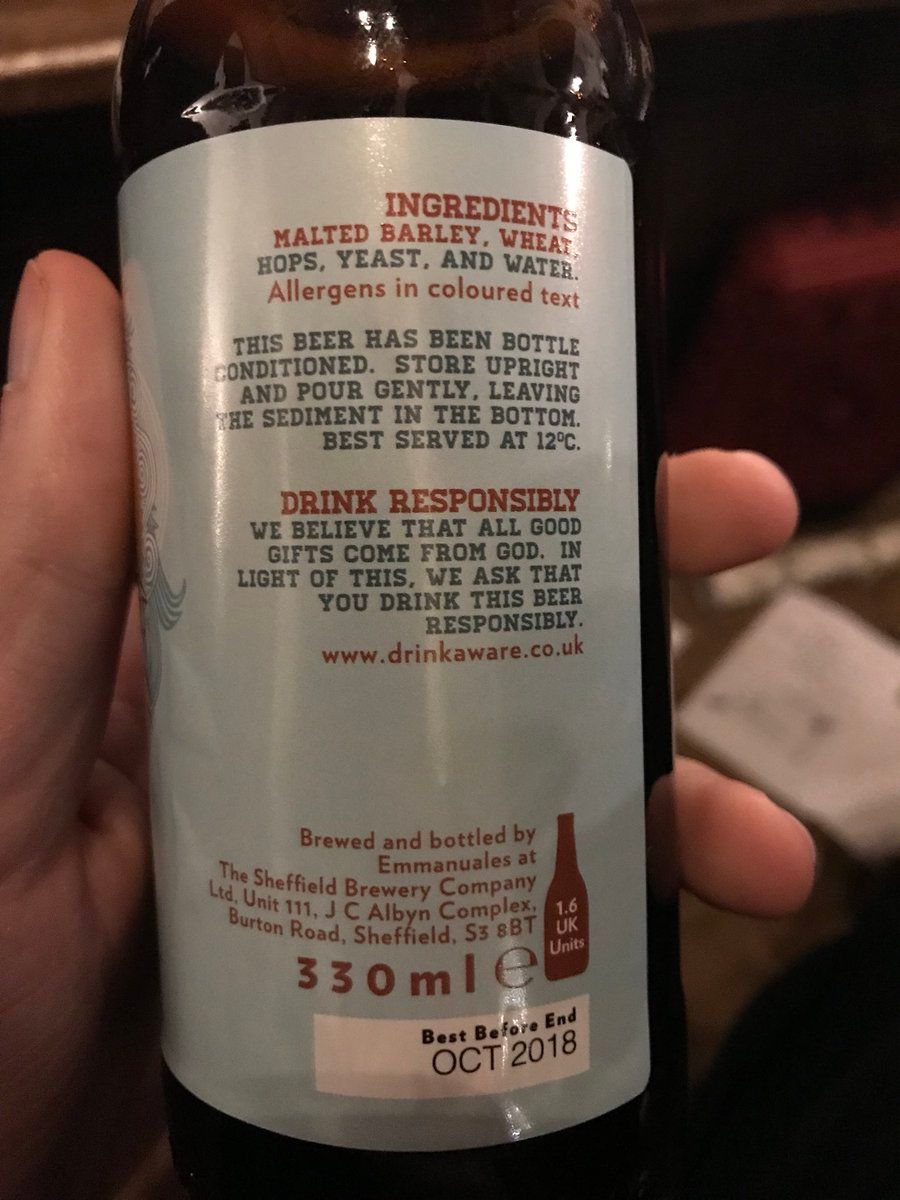 INGREDIENTS
MALTED BARLEY, WHEAT,
HOPS, YEAST, AND WATER.
Allergens in coloured text
THIS BEER HAS BEEN BOTTLE
CONDITIONED. STORE UPRIGHT
AND POUR GENTLY, LEAVING
THE SEDIMENT IN THE BOTTOM.
BEST SERVED AT 12ºC.
DRINK RESPONSIBLY
WE BELIEVE THAT ALL GOOD
GIFTS COME FROM GOD. IN
LIGHT OF THIS, WE ASK THAT
YOU DRINK THIS BEER
RESPONSIBLY.
www.drinkaware.co.uk
Brewed and bottled by
Emmanuales at
The Sheffield Brewery Company
Ltd, Unit 111, J C Albyn Complex,
Burton Road, Sheffield, S3 8BT
1.6
UK
Units
330ml e
Best Before End
OCT 2018